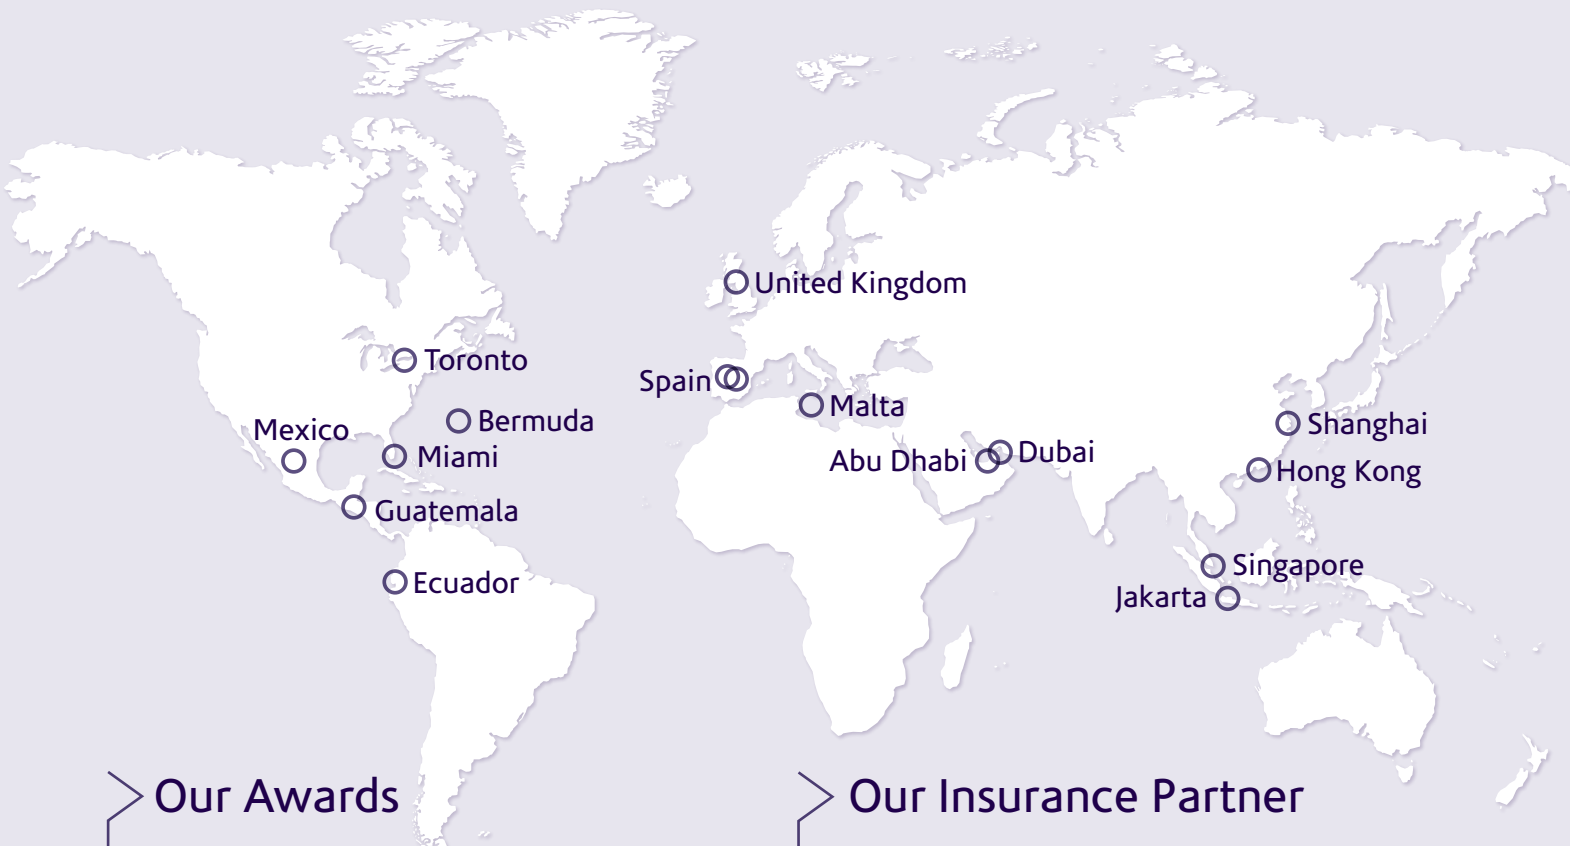 United Kingdom
Toronto
Spain
Malta
Bermuda
Mexico
Miami
Abu Dhabi
Dubai
Shanghai
Hong Kong
Guatemala
Ecuador
Singapore
Jakarta
Our Awards
Our Insurance Partner